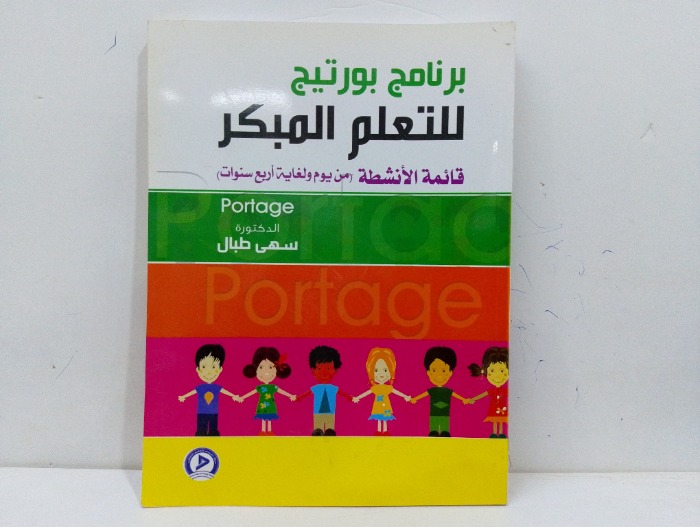 برنامج بورتيج
للتعلم المبكر
قائمة الأنشطة (من يوم ولغاية أربع سنوات)
Portage
الدكتورة
سهى طبال
Portage